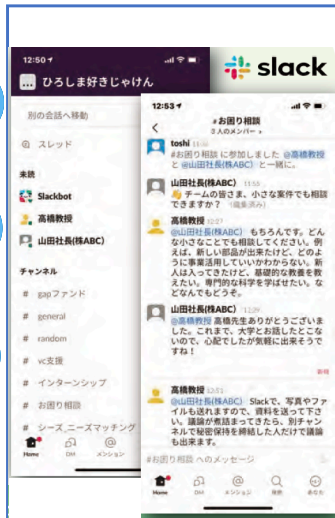 12:50
ひろしま好きじゃけん
別の会話へ移動
スレッド
未読
Slackbot
高橋教授
山田社長(株ABC)
チャンネル
# gapファンド
# general
# random
# vc支援
# インターンシップ
# お困り相談
# シーズ_ニーズマッチング
Home
DM
メンション
slack
12:53
#お困り相談
3 人のメンバー
toshi
#お困り相談 に参加しました @高橋教授
と @山田社長(株ABC) と一緒に。
山田社長(株ABC) 11:53
👋 チームの皆さま、小さな案件でも相談
できますか? (編集済み)
高橋教授 12:27
@山田社長(株ABC) もちろんです。どん
な小さなことでも相談してください。例
えば、新しい部品が出来たけど、どのよ
うに事業活用していいかわからない。新
人は入ってきたけど、基礎的な教養を教
えたい。専門的な科学を学ばせたい。な
どなんでもどうぞ。
山田社長(株ABC) 12:29
@高橋教授 高橋先生ありがとうございま
した。これまで、大学とお話したとこな
いので、心配でしたが気軽に出来そうで
すね!
新規
高橋教授 12:51
@山田社長(株ABC) Slackで、写真やファ
イルも送れますので、資料を送って下さ
い。議論が煮詰まってきたら、別チャン
ネルで秘密保持を締結した人だけで議論
も出来ます。
#お困り相談 へのメッセージ
Home
DM
メンション
検索
あなた